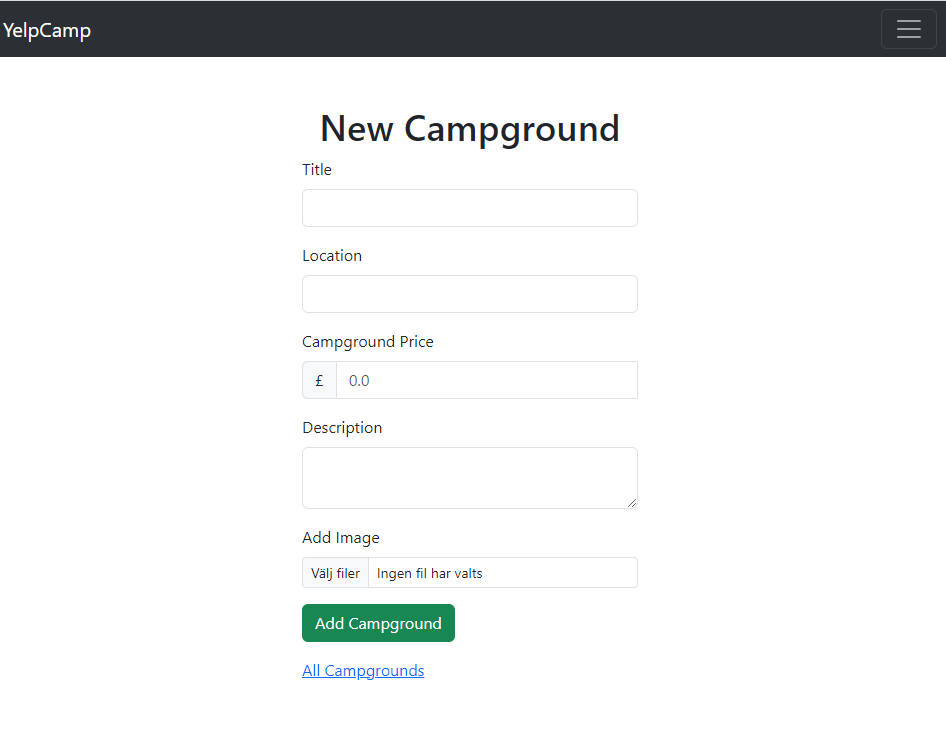 YelpCamp
New Campground
Title
Location
Campground Price
£ 0.0
Description
Add Image
Välj filer Ingen fil har valts
Add Campground
All Campgrounds